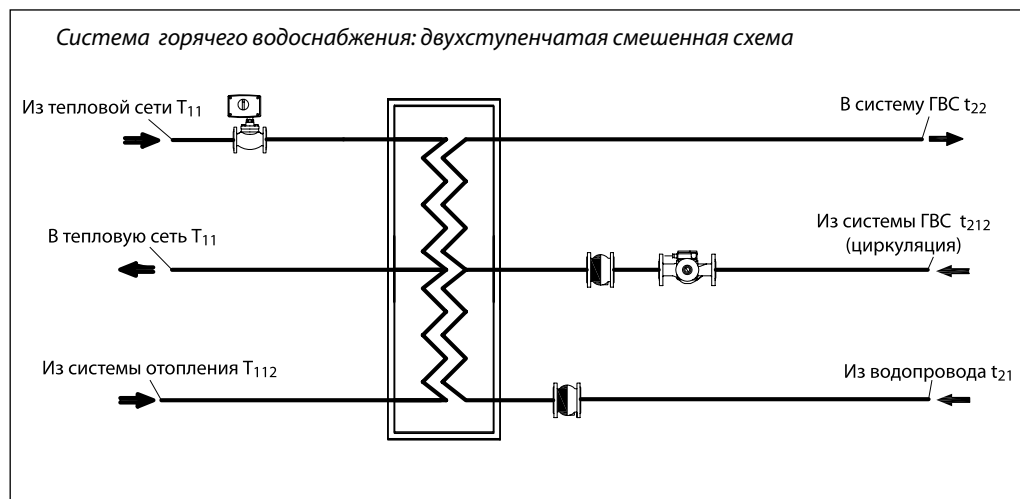 Система горячего водоснабжения: двухступенчатая смешенная схема
Из тепловой сети T₁₁
В систему ГВС t₂₂
В тепловую сеть T₁₁
Из системы ГВС t₂₁₂
(циркуляция)
Из системы отопления T₁₁₂
Из водопровода t₂₁